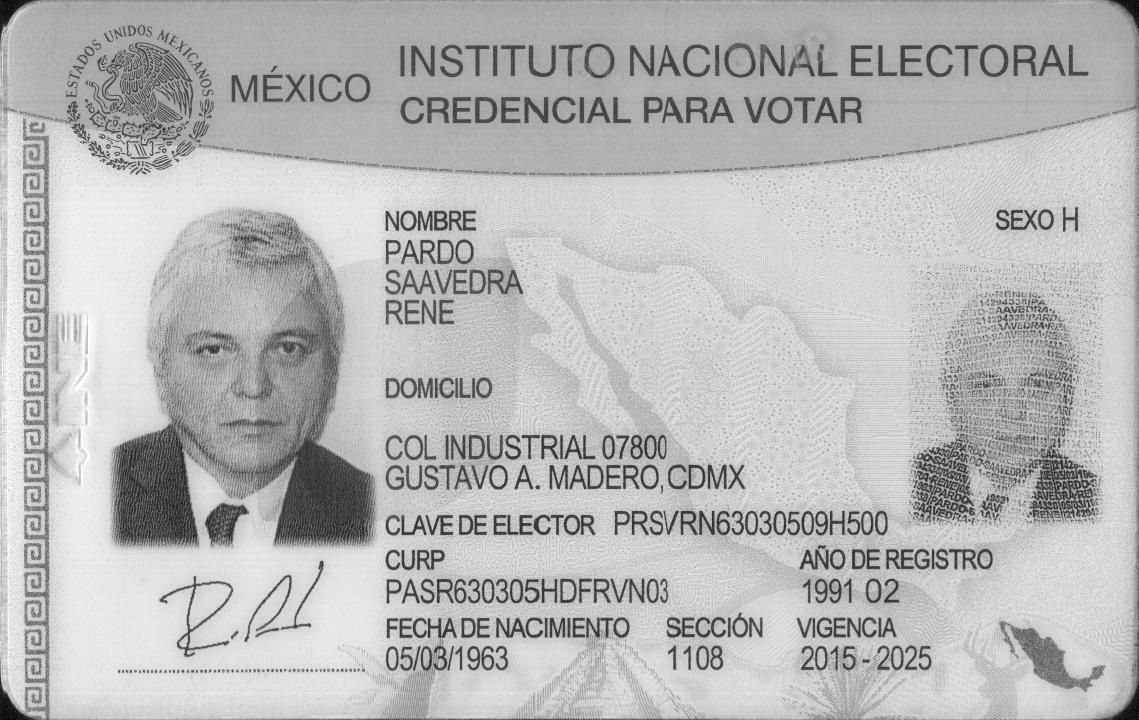 ESTADOS UNIDOS MEXICANOS
MÉXICO
INSTITUTO NACIONAL ELECTORAL
CREDENCIAL PARA VOTAR
NOMBRE
SEXO H
PARDO
SAAVEDRA
RENE
DOMICILIO
COL INDUSTRIAL 07800
GUSTAVO A. MADERO, CDMX
CLAVE DE ELECTOR PRSVRN63030509H500
CURP
AÑO DE REGISTRO
PASR630305HDFRVN03
1991 02
FECHA DE NACIMIENTO
SECCIÓN
VIGENCIA
05/03/1963
1108
2015 - 2025
INE